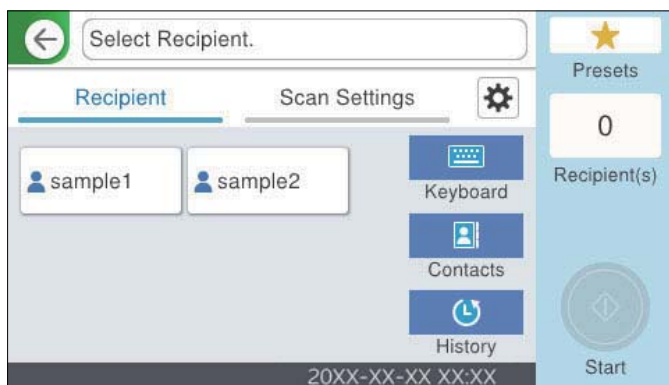 Select Recipient.
Presets
Recipient
Scan Settings
0
Recipient(s)
sample1
sample2
Keyboard
Contacts
History
Start
20XX-XX-XX XX:XX